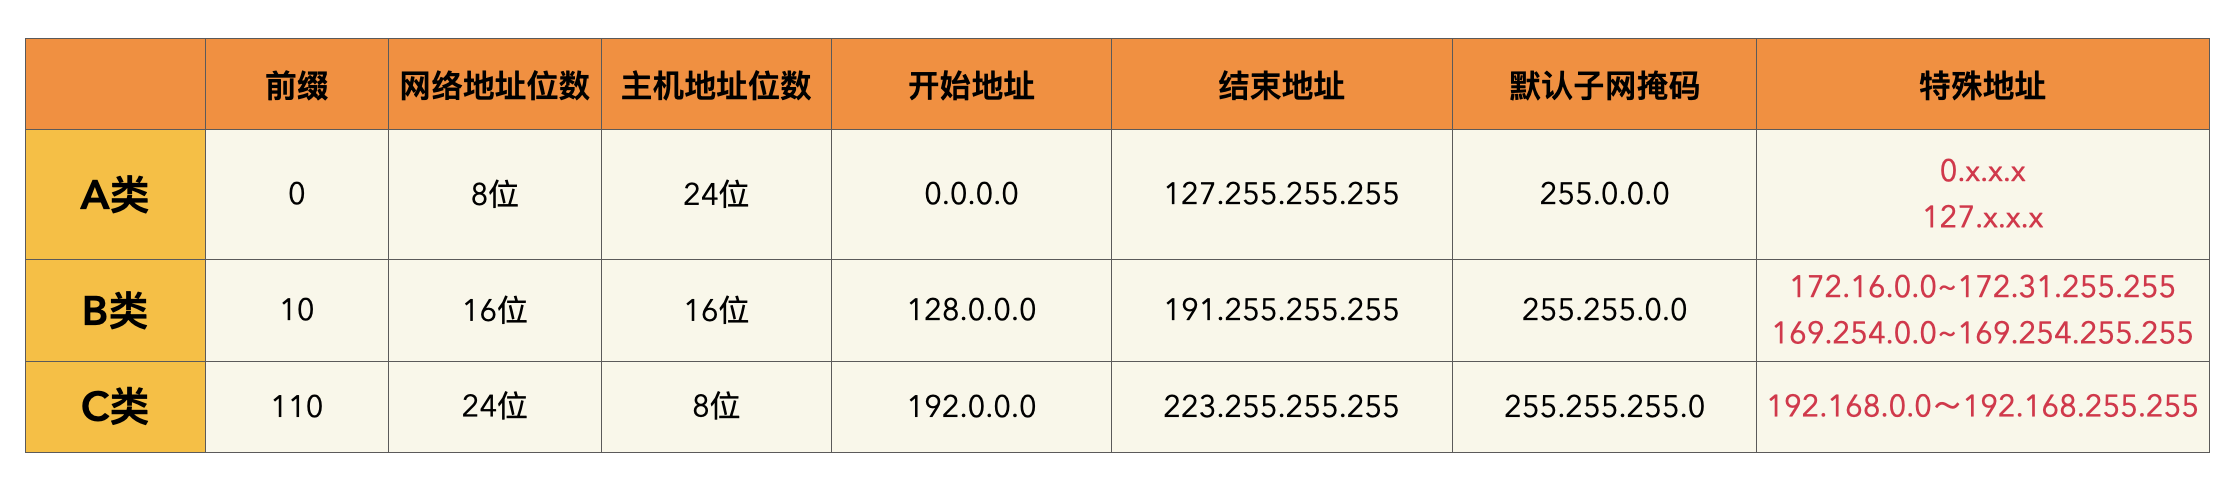 前缀 网络地址位数 主机地址位数 开始地址 结束地址 默认子网掩码 特殊地址
A类 0 8位 24位 0.0.0.0 127.255.255.255 255.0.0.0 0.x.x.x
127.x.x.x
B类 10 16位 16位 128.0.0.0 191.255.255.255 255.255.0.0 172.16.0.0~172.31.255.255
169.254.0.0~169.254.255.255
C类 110 24位 8位 192.0.0.0 223.255.255.255 255.255.255.0 192.168.0.0～192.168.255.255